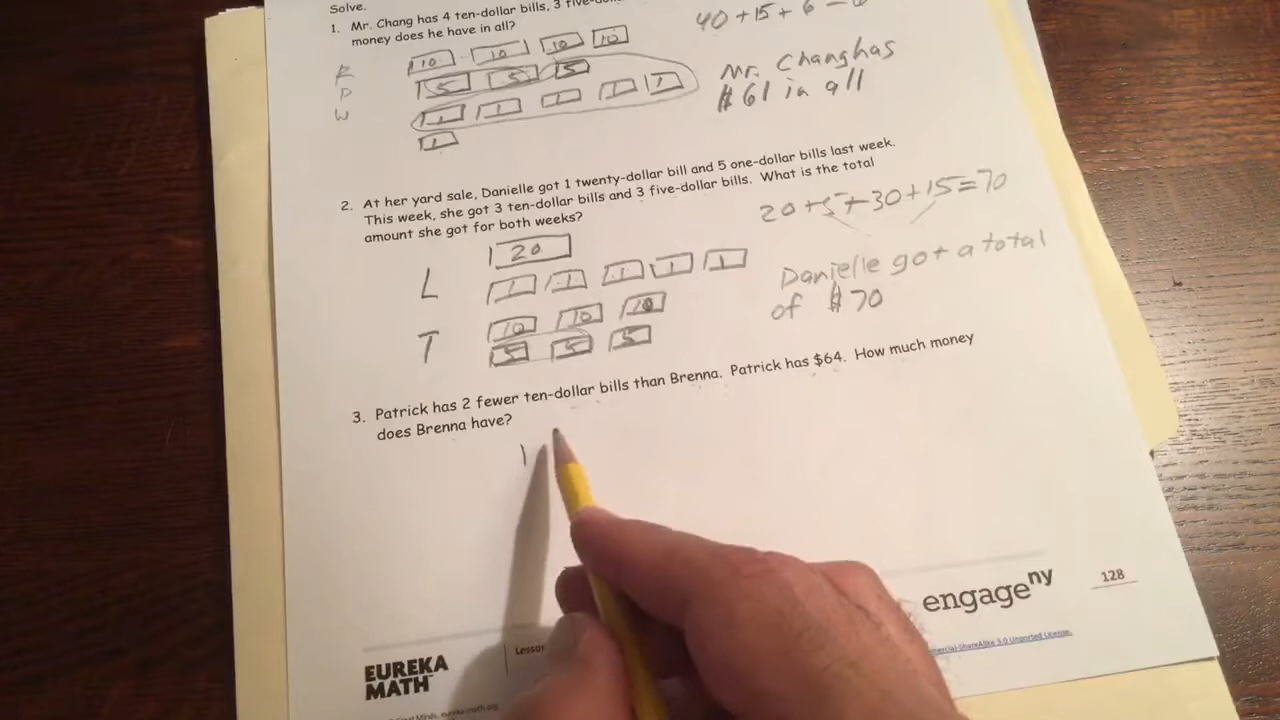 Solve.
1. Mr. Chang has 4 ten-dollar bills, 3
money does he have in all?
40 + 15 + 6
R
D
W
10 10 10 10
5 5 5
1 1 1 1 1
1
Mr. Chang has
$61 in all
2. At her yard sale, Danielle got 1 twenty-dollar bill and 5 one-dollar bills last week.
This week, she got 3 ten-dollar bills and 3 five-dollar bills. What is the total
amount she got for both weeks?
20+5+30+15=70
L
20
1 1 1 1 1
T
10 10 10
5 5 5
Danielle got a total
of $70
3. Patrick has 2 fewer ten-dollar bills than Brenna. Patrick has $64. How much money
does Brenna have?
EUREKA
MATH
engageny
128